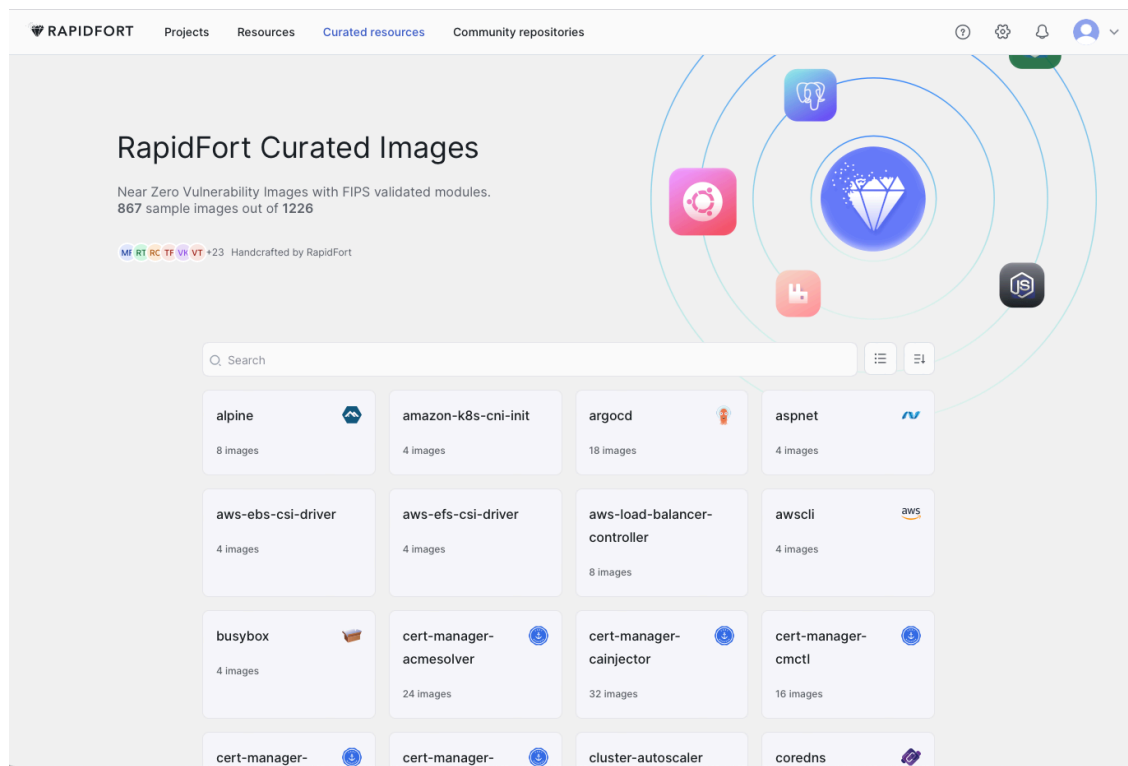 RAPIDFORT
Projects
Resources
Curated resources
Community repositories
RapidFort Curated Images
Near Zero Vulnerability Images with FIPS validated modules.
867 sample images out of 1226
MF RT RC TF VK VT +23 Handcrafted by RapidFort
JS
Search
alpine
8 images
amazon-k8s-cni-init
4 images
argocd
18 images
aspnet
4 images
aws-ebs-csi-driver
4 images
aws-efs-csi-driver
4 images
aws-load-balancer-
controller
8 images
awscli
aws
4 images
busybox
4 images
cert-manager-
acmesolver
24 images
cert-manager-
cainjector
32 images
cert-manager-
cmctl
16 images
cert-manager-
cert-manager-
cluster-autoscaler
coredns